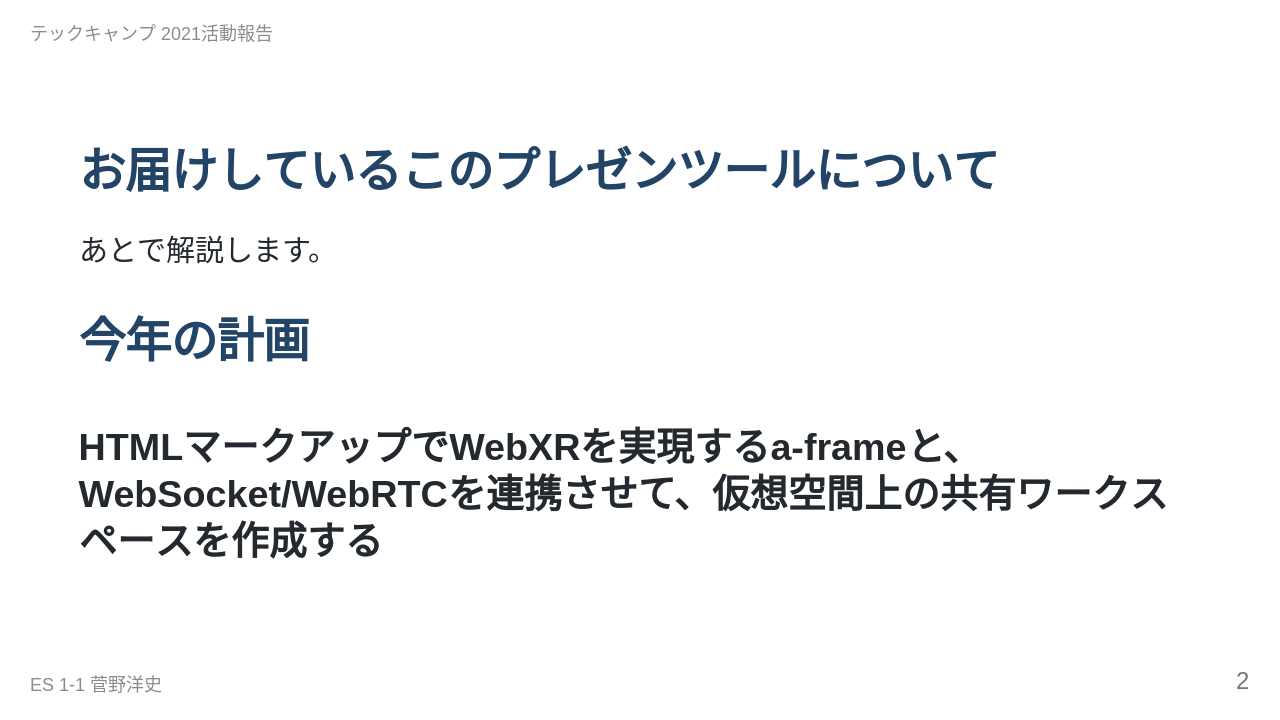 テックキャンプ 2021活動報告
お届けしているこのプレゼンツールについて
あとで解説します。
今年の計画
HTMLマークアップでWebXRを実現するa-frameと、
WebSocket/WebRTCを連携させて、仮想空間上の共有ワークス
ペースを作成する
ES 1-1 菅野洋史
2